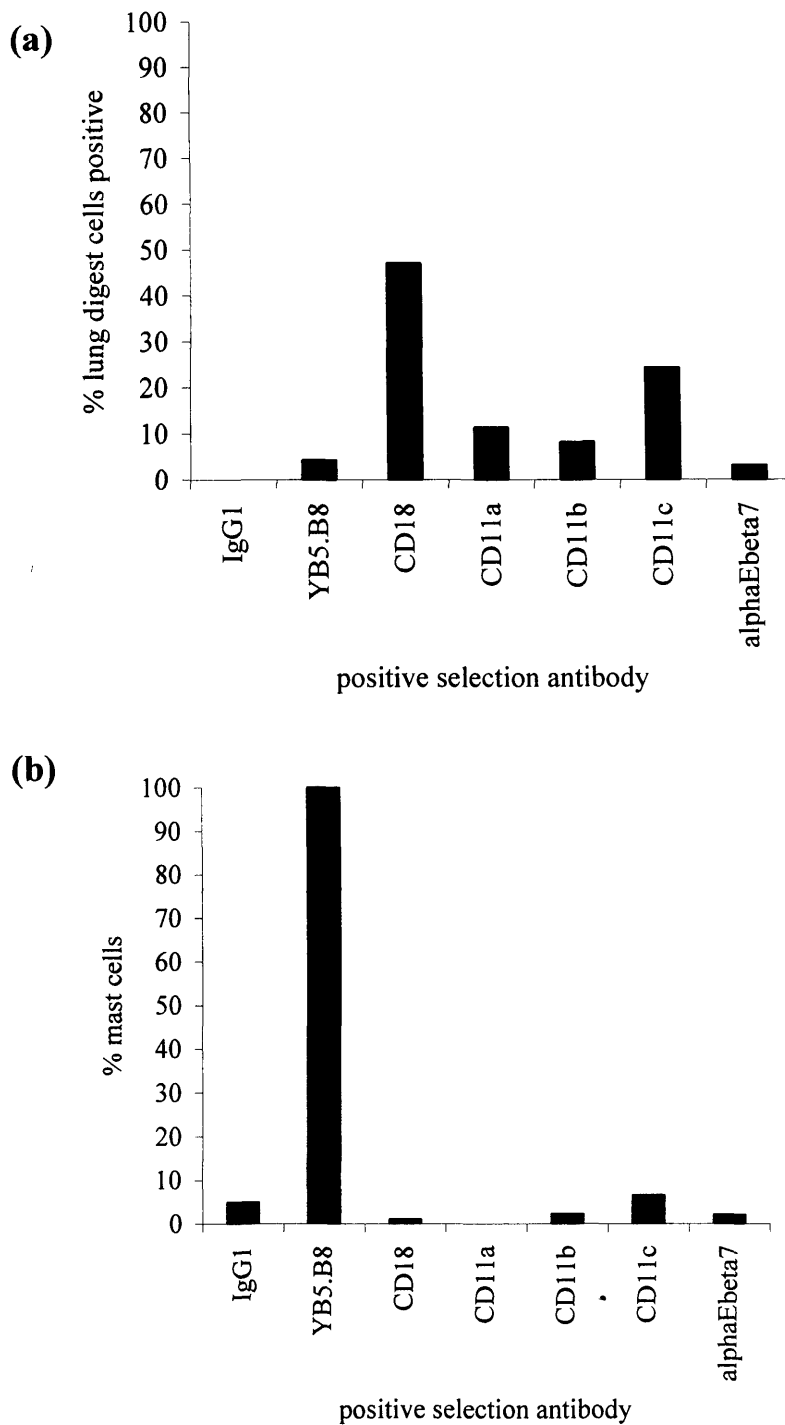 (a)
% lung digest cells positive
100
90
80
70
60
50
40
30
20
10
0
IgG1
YB5.B8
CD18
CD11a
CD11b
CD11c
alphaEbeta7
positive selection antibody
(b)
% mast cells
100
90
80
70
60
50
40
30
20
10
0
IgG1
YB5.B8
CD18
CD11a
CD11b
CD11c
alphaEbeta7
positive selection antibody